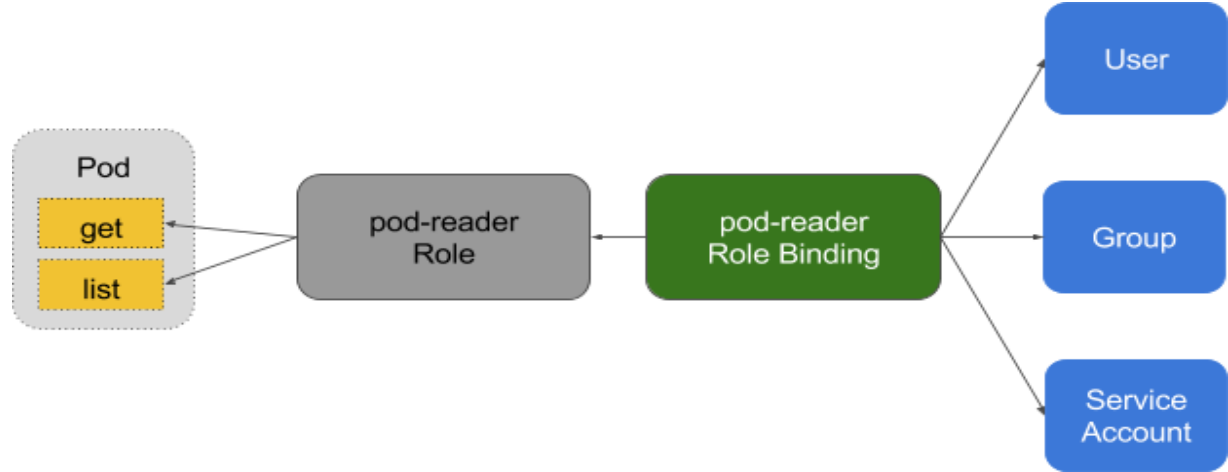 Pod
get
list
pod-reader
Role
pod-reader
Role Binding
User
Group
Service
Account